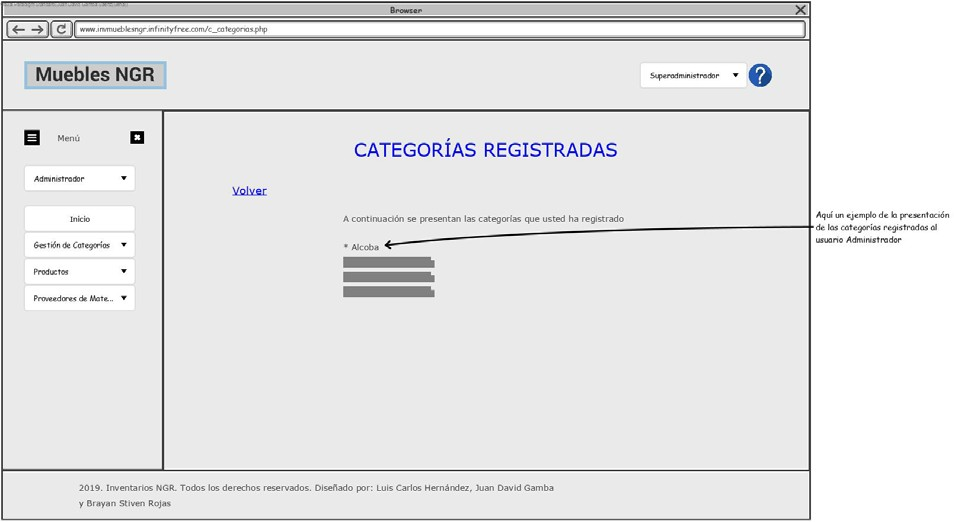 Browser
www.inmueblesngr.infinityfree.com/c_categorias.php
Muebles NGR
Superadministrador
?
Menú
Administrador
Inicio
Gestión de Categorías
Productos
Proveedores de Mate...
CATEGORÍAS REGISTRADAS
Volver
A continuación se presentan las categorías que usted ha registrado
* Alcoba
Aquí un ejemplo de la presentación
de las categorías registradas al
usuario Administrador
2019. Inventarios NGR. Todos los derechos reservados. Diseñado por: Luis Carlos Hernández, Juan David Gamba
y Brayan Stiven Rojas